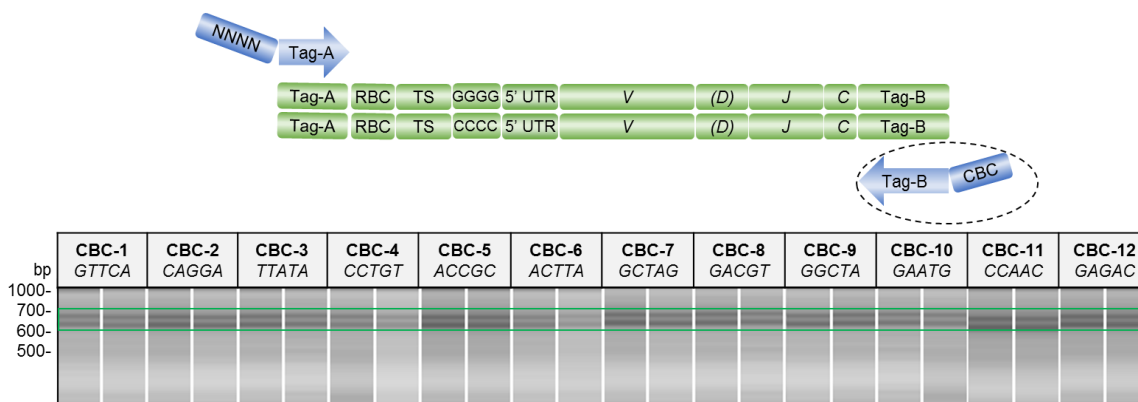 NNNN
Tag-A
Tag-A RBC TS GGGG 5' UTR V (D) J C Tag-B
Tag-A RBC TS CCCC 5' UTR V (D) J C Tag-B
Tag-B CBC
CBC-1 CBC-2 CBC-3 CBC-4 CBC-5 CBC-6 CBC-7 CBC-8 CBC-9 CBC-10 CBC-11 CBC-12
bp GTTCA CAGGA TTATA CCTGT ACCGC ACTTA GCTAG GACGT GGCTA GAATG CCAAC GAGAC
1000-
700-
600-
500-